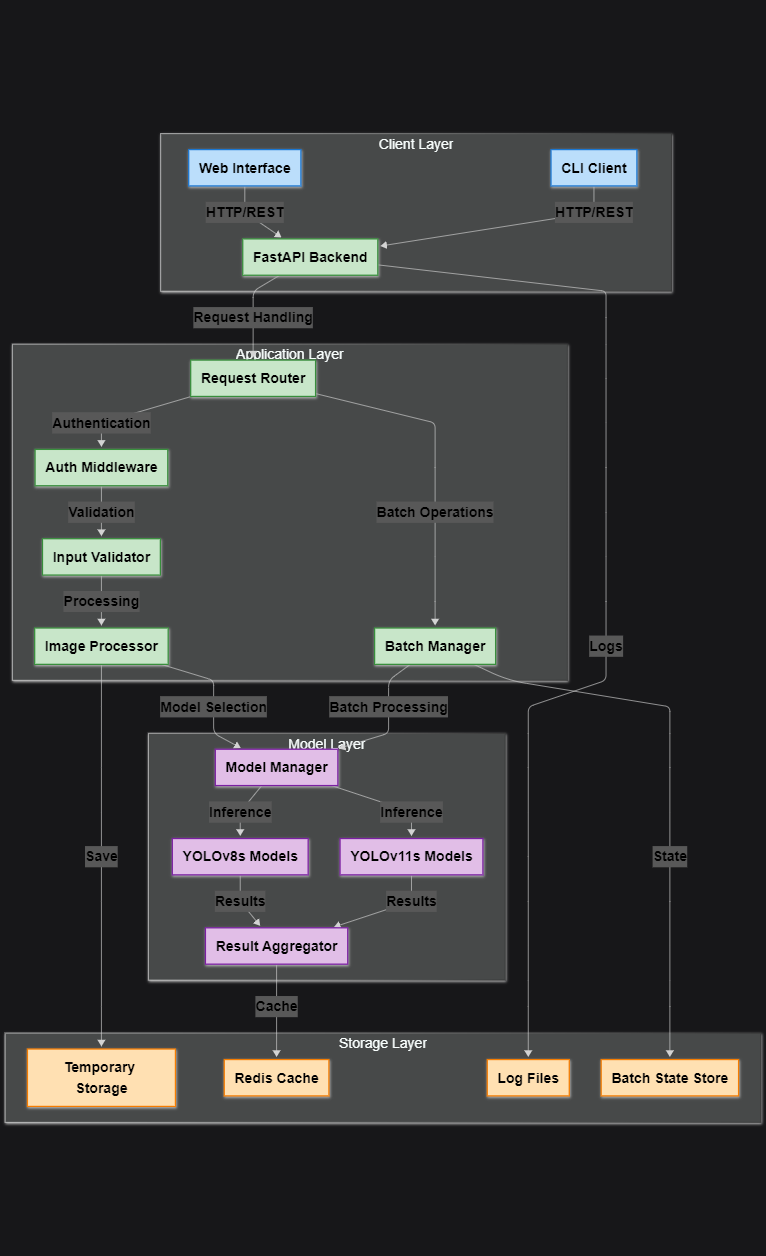 Client Layer
Web Interface
CLI Client
HTTP/REST
HTTP/REST
FastAPI Backend
Request Handling
Application Layer
Request Router
Authentication
Auth Middleware
Validation
Batch Operations
Input Validator
Processing
Image Processor
Batch Manager
Logs
Model Selection
Batch Processing
Model Layer
Model Manager
Inference
Inference
YOLOv8s Models
YOLOv11s Models
Save
State
Results
Results
Result Aggregator
Cache
Storage Layer
Temporary
Storage
Redis Cache
Log Files
Batch State Store